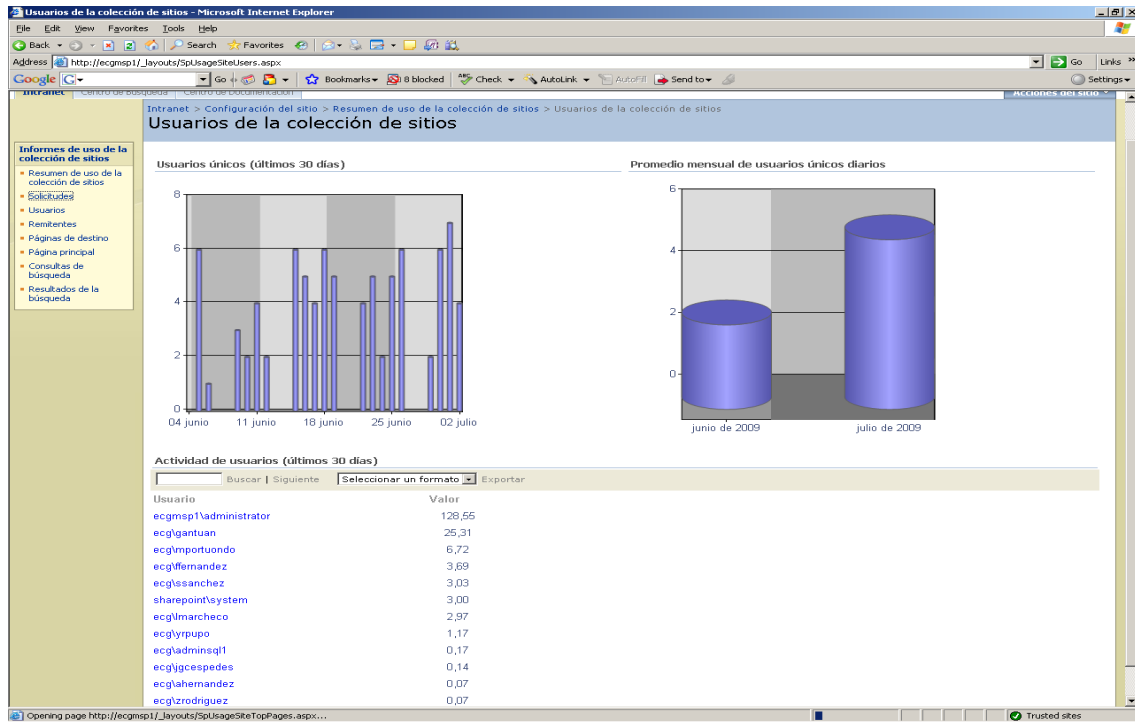 Usuarios de la colección de sitios - Microsoft Internet Explorer
File Edit View Favorites Tools Help
Back Search Favorites
Address http://ecgmsp1/_layouts/SpUsageSiteUsers.aspx Go Links »
Google G Go Bookmarks 8 blocked Check AutoLink AutoFill Send to Settings
Intranet Centro de Búsqueda Centro de Documentación Acciones del sitio
Intranet > Configuración del sitio > Resumen de uso de la colección de sitios > Usuarios de la colección de sitios
Usuarios de la colección de sitios
Informes de uso de la
colección de sitios
Resumen de uso de la
colección de sitios
Solicitudes
Usuarios
Remitentes
Páginas de destino
Página principal
Consultas de
búsqueda
Resultados de la
búsqueda
Usuarios únicos (últimos 30 días)
8
6
4
2
0
04 junio 11 junio 18 junio 25 junio 02 julio
Promedio mensual de usuarios únicos diarios
6
4
2
0
junio de 2009 julio de 2009
Actividad de usuarios (últimos 30 días)
Buscar | Siguiente Seleccionar un formato Exportar
Usuario Valor
ecgmsp1\administrator 128,55
ecg\gantuan 25,31
ecg\mportuondo 6,72
ecg\ffernandez 3,69
ecg\ssanchez 3,03
sharepoint\system 3,00
ecg\lmarcheco 2,97
ecg\yrpupo 1,17
ecg\adminsql1 0,17
ecg\jgcespedes 0,14
ecg\ahernandez 0,07
ecg\zrodriguez 0,07
Opening page http://ecgmsp1/_layouts/SpUsageSiteTopPages.aspx... Trusted sites